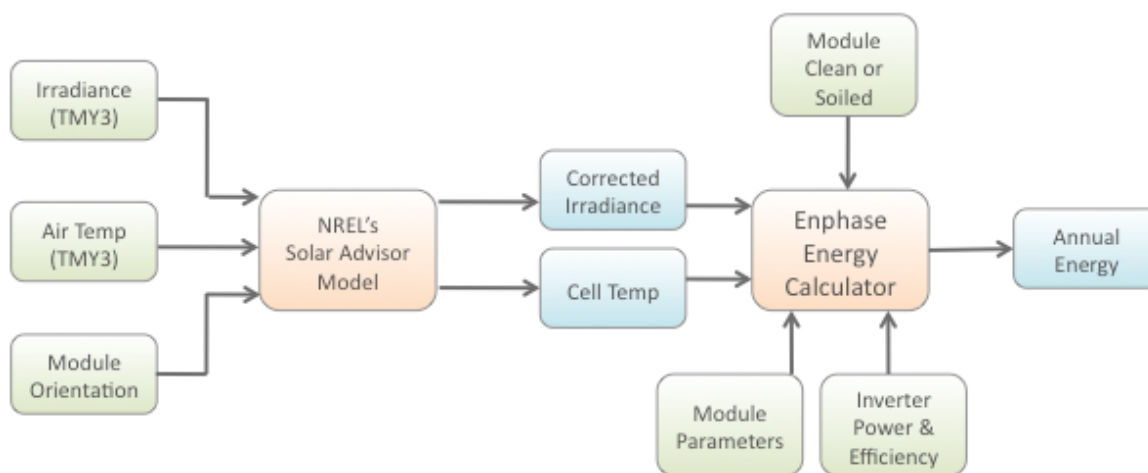 Irradiance
(TMY3)
Air Temp
(TMY3)
Module
Orientation
NREL's
Solar Advisor
Model
Corrected
Irradiance
Cell Temp
Module
Clean or
Soiled
Enphase
Energy
Calculator
Module
Parameters
Inverter
Power &
Efficiency
Annual
Energy